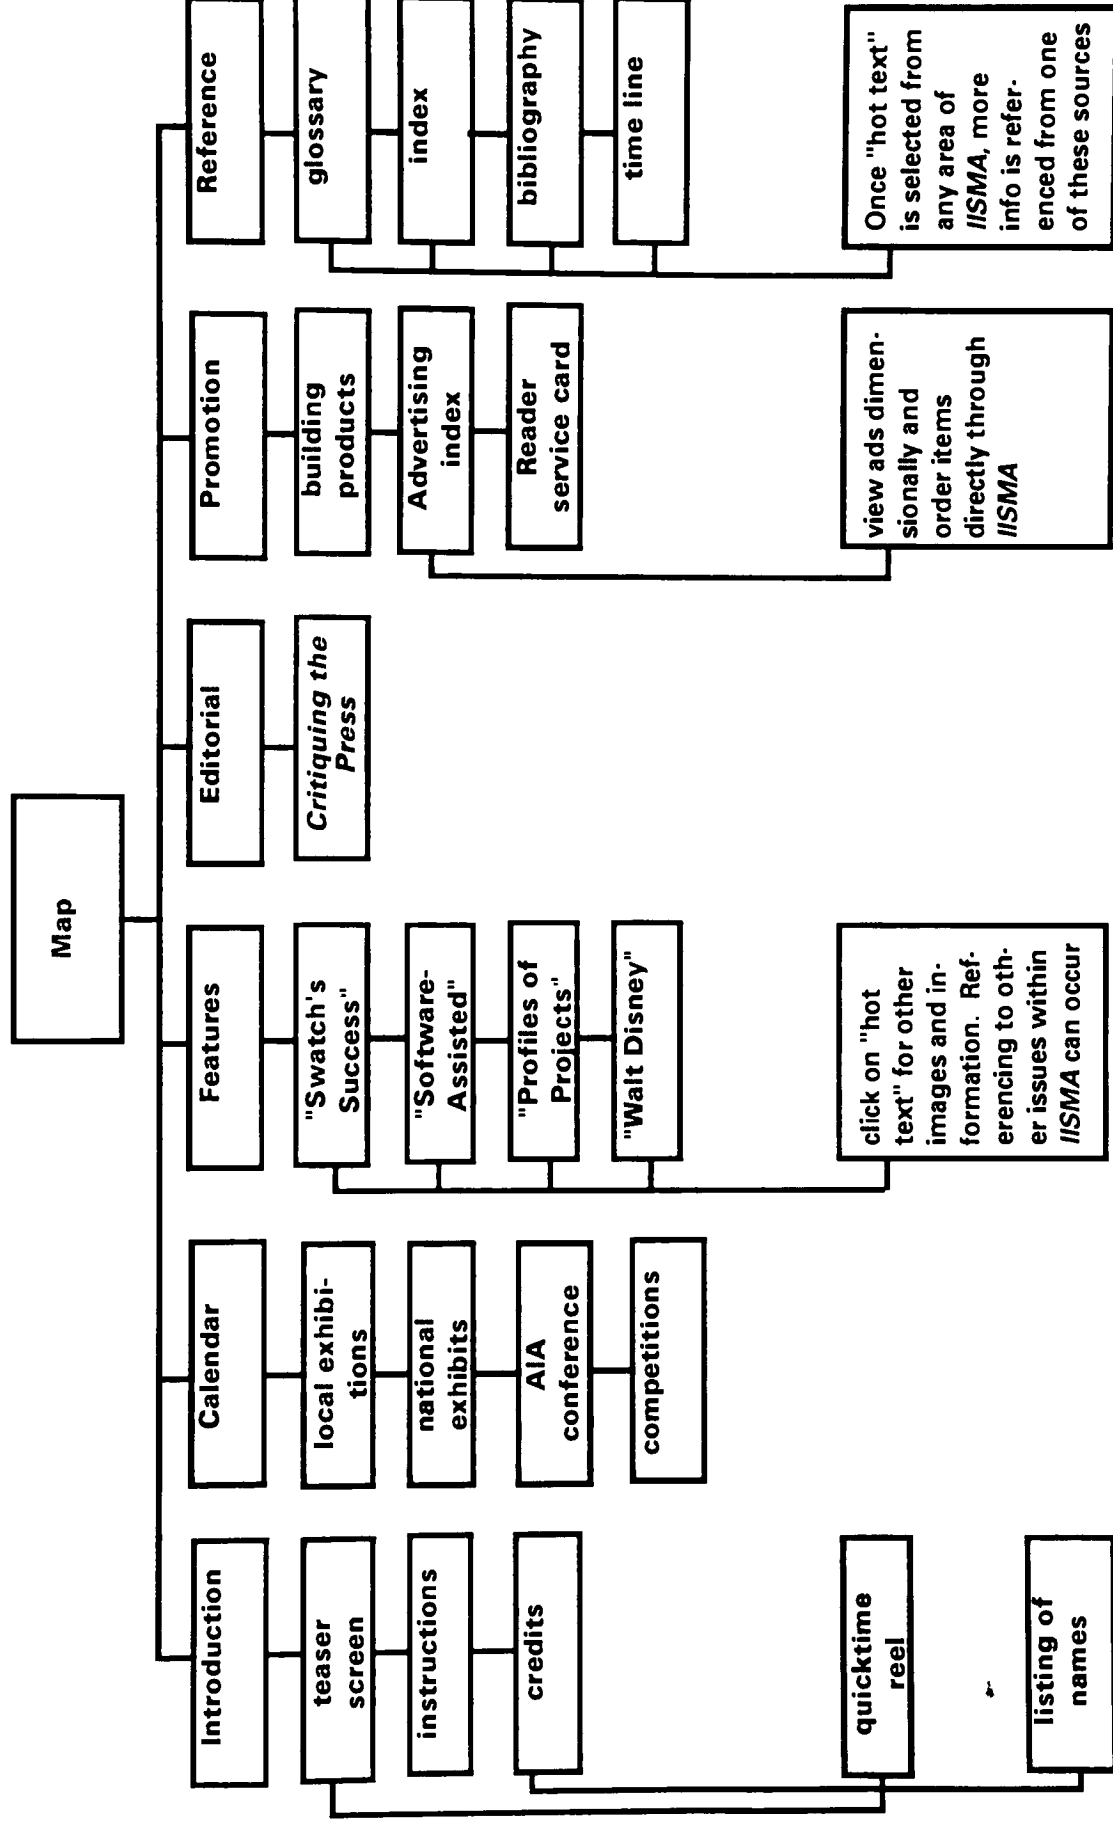 Map
Introduction
teaser
screen
instructions
credits
quicktime
reel
listing of
names
Calendar
local exhibi-
tions
national
exhibits
AIA
conference
competitions
Features
"Swatch's
Success"
"Software-
Assisted"
"Profiles of
Projects"
"Walt Disney"
click on "hot
text" for other
images and in-
formation. Ref-
erencing to oth-
er issues within
IISMA can occur
Editorial
Critiquing the
Press
Promotion
building
products
Advertising
index
Reader
service card
view ads dimen-
sionally and
order items
directly through
IISMA
Reference
glossary
index
bibliography
time line
Once "hot text"
is selected from
any area of
IISMA, more
info is refer-
enced from one
of these sources